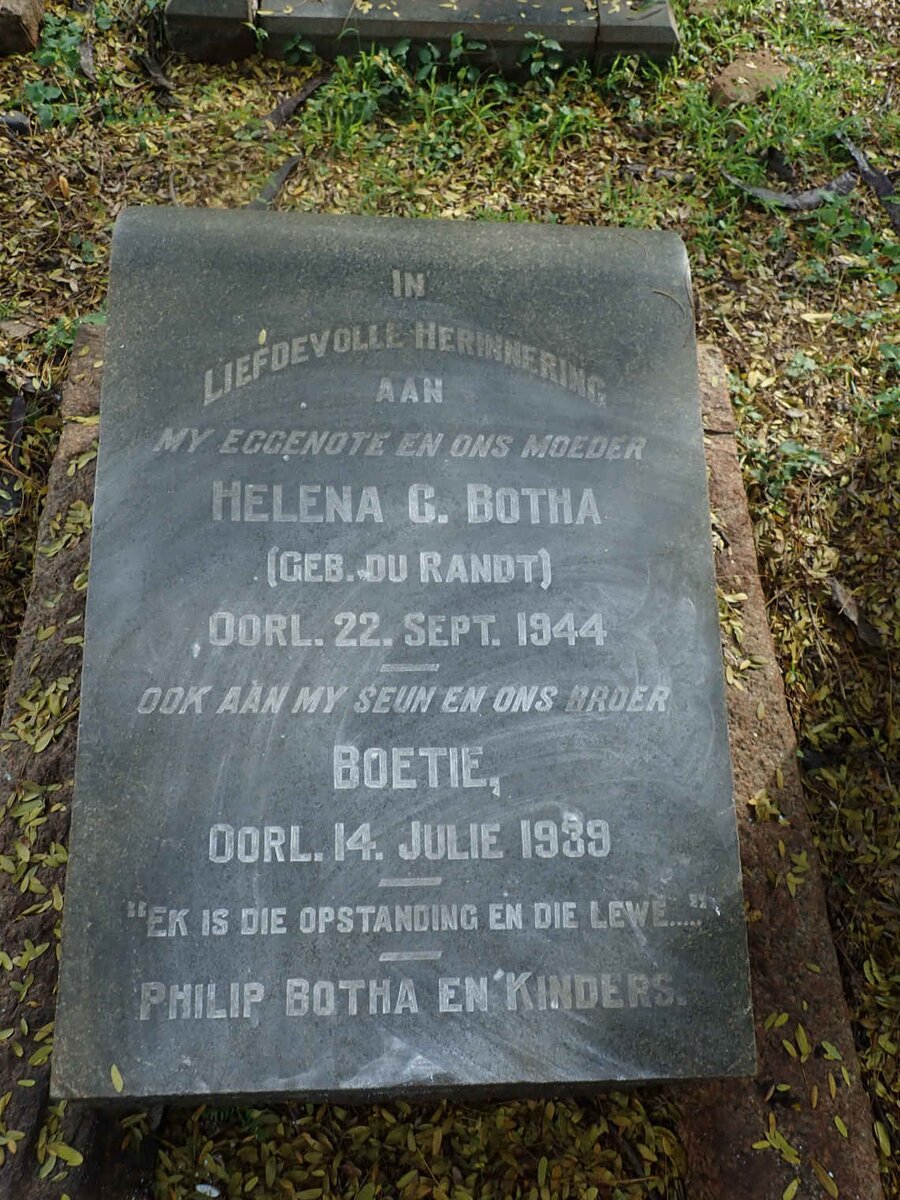 IN
LIEFDEVOLLE HERINNERING
AAN
MY EGGENOTE EN ONS MOEDER
HELENA C. BOTHA
(GEB. DU RANDT)
OORL. 22. SEPT. 1944
OOK AAN MY SEUN EN ONS BROER
BOETIE,
OORL. 14. JULIE 1939
"EK IS DIE OPSTANDING EN DIE LEWE....."
PHILIP BOTHA EN KINDERS.